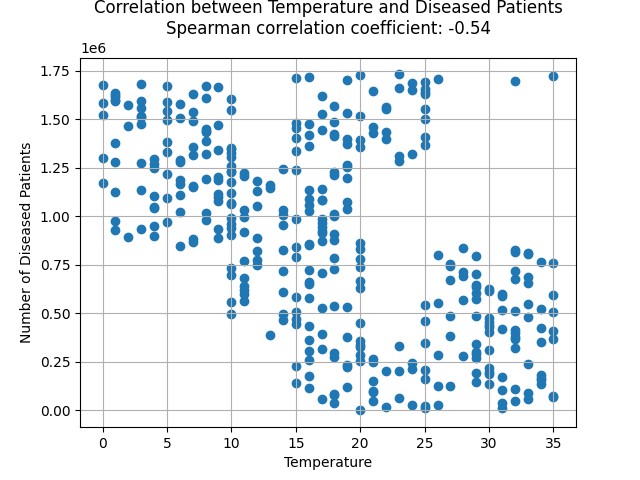 Correlation between Temperature and Diseased Patients
Spearman correlation coefficient: -0.54
1e6
1.75
1.50
1.25
1.00
0.75
0.50
0.25
0.00
Number of Diseased Patients
0 5 10 15 20 25 30 35
Temperature